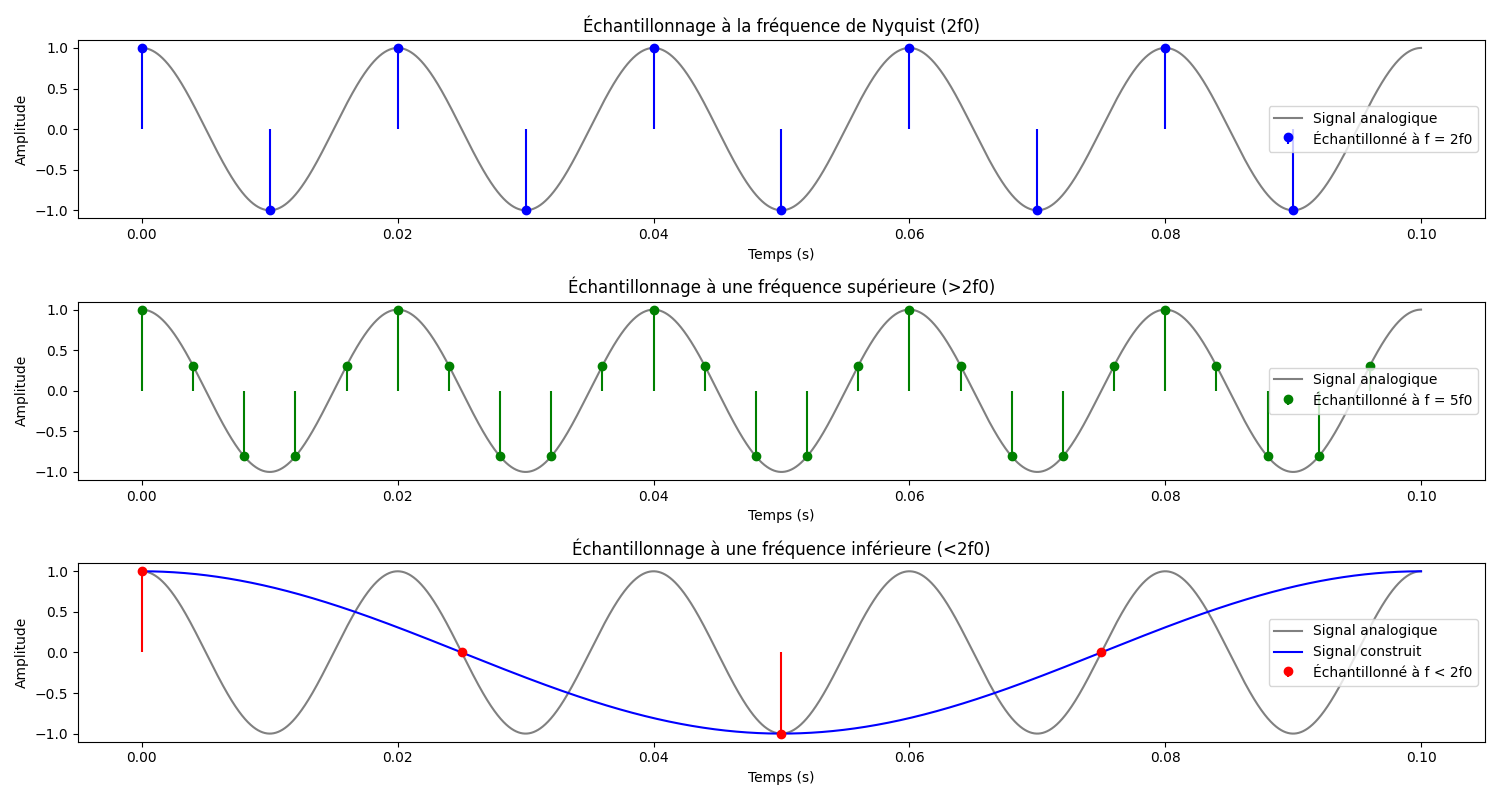 Échantillonnage à la fréquence de Nyquist (2f0)
1.0
0.5
0.0
−0.5
−1.0
Amplitude
Signal analogique
Échantillonné à f = 2f0
0.00 0.02 0.04 0.06 0.08 0.10
Temps (s)
Échantillonnage à une fréquence supérieure (>2f0)
1.0
0.5
0.0
−0.5
−1.0
Amplitude
Signal analogique
Échantillonné à f = 5f0
0.00 0.02 0.04 0.06 0.08 0.10
Temps (s)
Échantillonnage à une fréquence inférieure (<2f0)
1.0
0.5
0.0
−0.5
−1.0
Amplitude
Signal analogique
Signal construit
Échantillonné à f < 2f0
0.00 0.02 0.04 0.06 0.08 0.10
Temps (s)